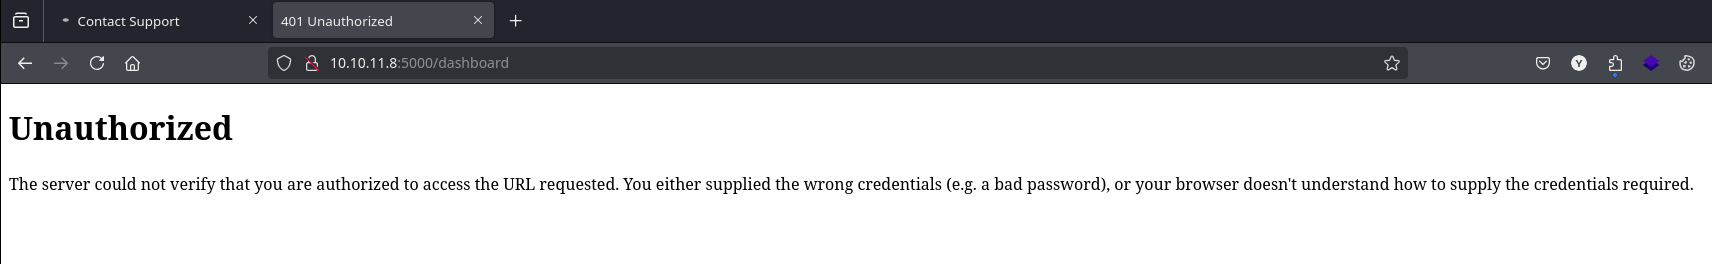 Contact Support
401 Unauthorized
10.10.11.8:5000/dashboard
Y
Unauthorized
The server could not verify that you are authorized to access the URL requested. You either supplied the wrong credentials (e.g. a bad password), or your browser doesn't understand how to supply the credentials required.